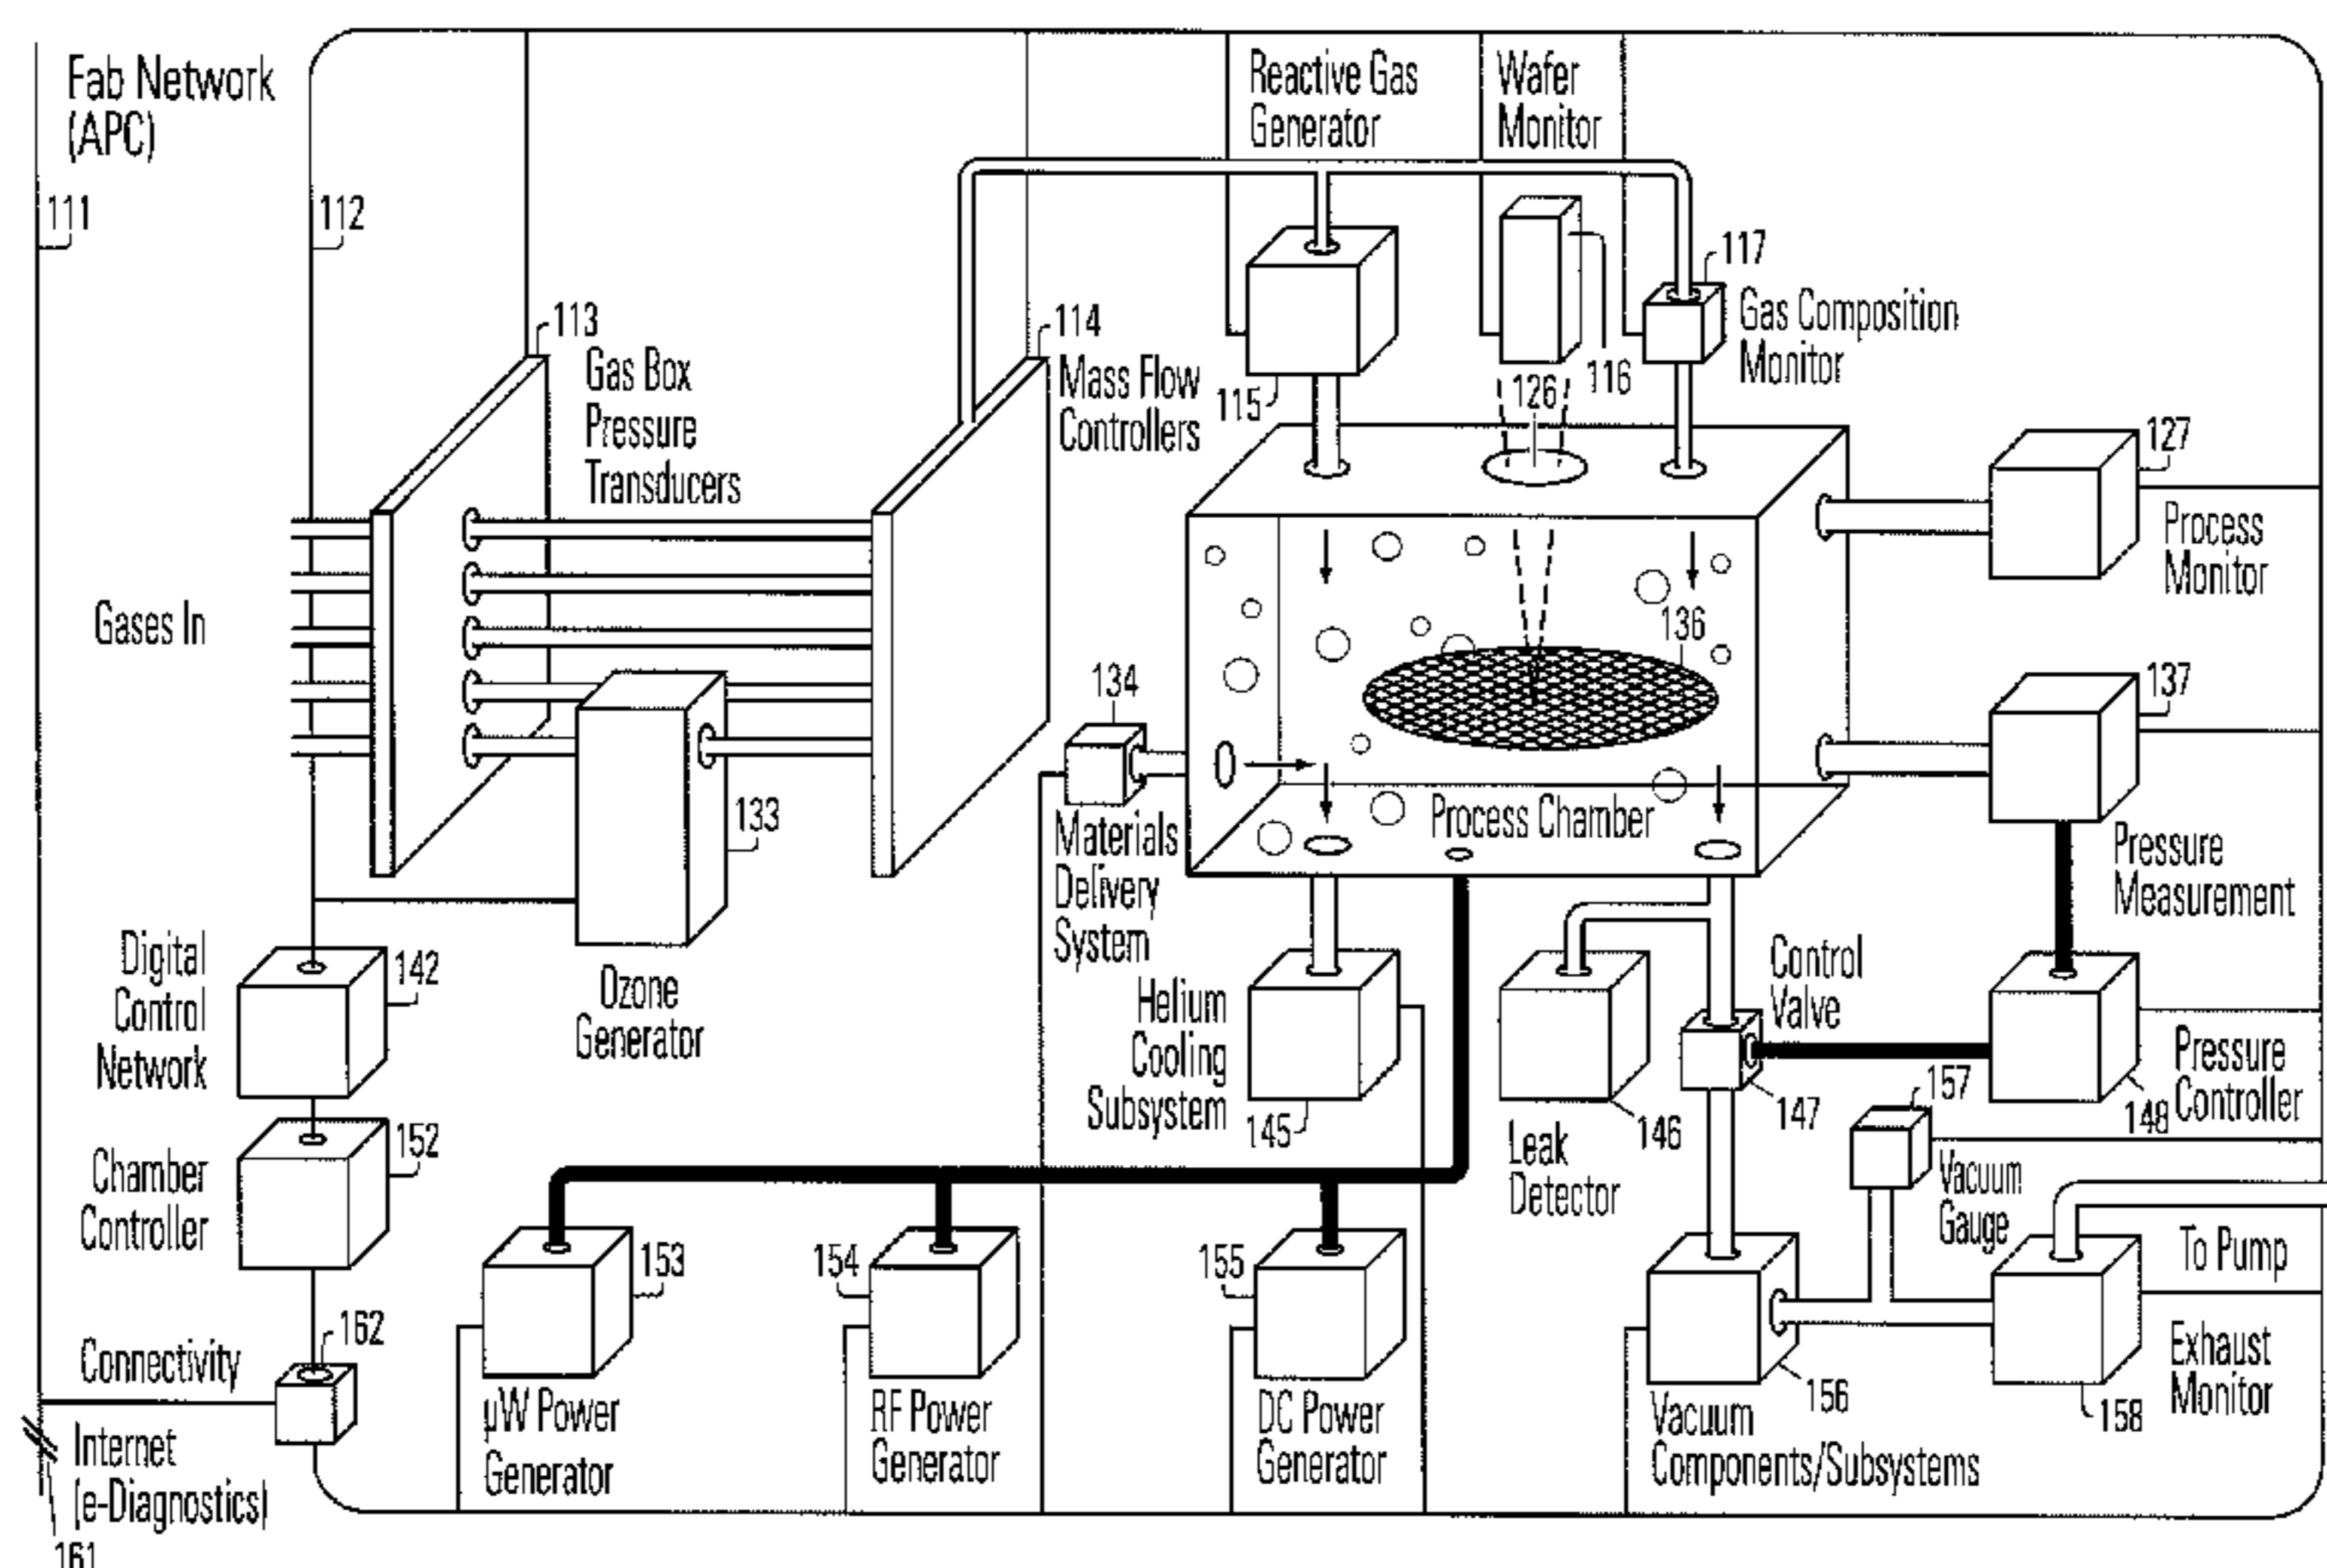 Fab Network
(APC)
111
112
113
Gas Box
Pressure
Transducers
114
Mass Flow
Controllers
Reactive Gas
Generator
115
Wafer
Monitor
116
126
117
Gas Composition
Monitor
127
Process
Monitor
Gases In
133
Ozone
Generator
134
Materials
Delivery
System
136
Process Chamber
137
Pressure
Measurement
Digital
Control
Network
142
Helium
Cooling
Subsystem
145
Leak
Detector
146
Control
Valve
147
Pressure
Controller
148
Chamber
Controller
152
153
µW Power
Generator
154
RF Power
Generator
155
DC Power
Generator
156
Vacuum
Components/Subsystems
157
Vacuum
Gauge
To Pump
Exhaust
Monitor
158
Connectivity
162
Internet
(e-Diagnostics)
161